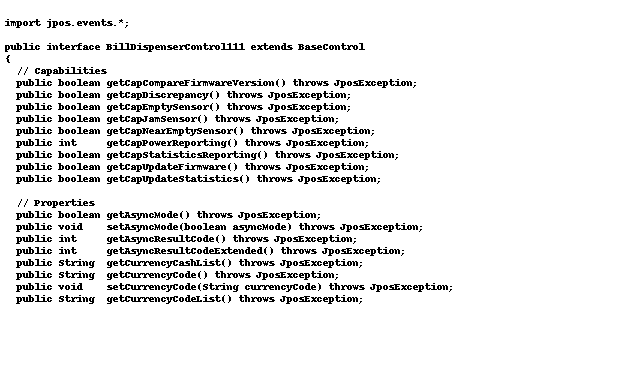 import jpos.events.*;

public interface BillDispenserControl111 extends BaseControl
{
  // Capabilities
  public boolean getCapCompareFirmwareVersion() throws JposException;
  public boolean getCapDiscrepancy() throws JposException;
  public boolean getCapEmptySensor() throws JposException;
  public boolean getCapJamSensor() throws JposException;
  public boolean getCapNearEmptySensor() throws JposException;
  public int     getCapPowerReporting() throws JposException;
  public boolean getCapStatisticsReporting() throws JposException;
  public boolean getCapUpdateFirmware() throws JposException;
  public boolean getCapUpdateStatistics() throws JposException;

  // Properties
  public boolean getAsyncMode() throws JposException;
  public void    setAsyncMode(boolean asyncMode) throws JposException;
  public int     getAsyncResultCode() throws JposException;
  public int     getAsyncResultCodeExtended() throws JposException;
  public String  getCurrencyCashList() throws JposException;
  public String  getCurrencyCode() throws JposException;
  public void    setCurrencyCode(String currencyCode) throws JposException;
  public String  getCurrencyCodeList() throws JposException;